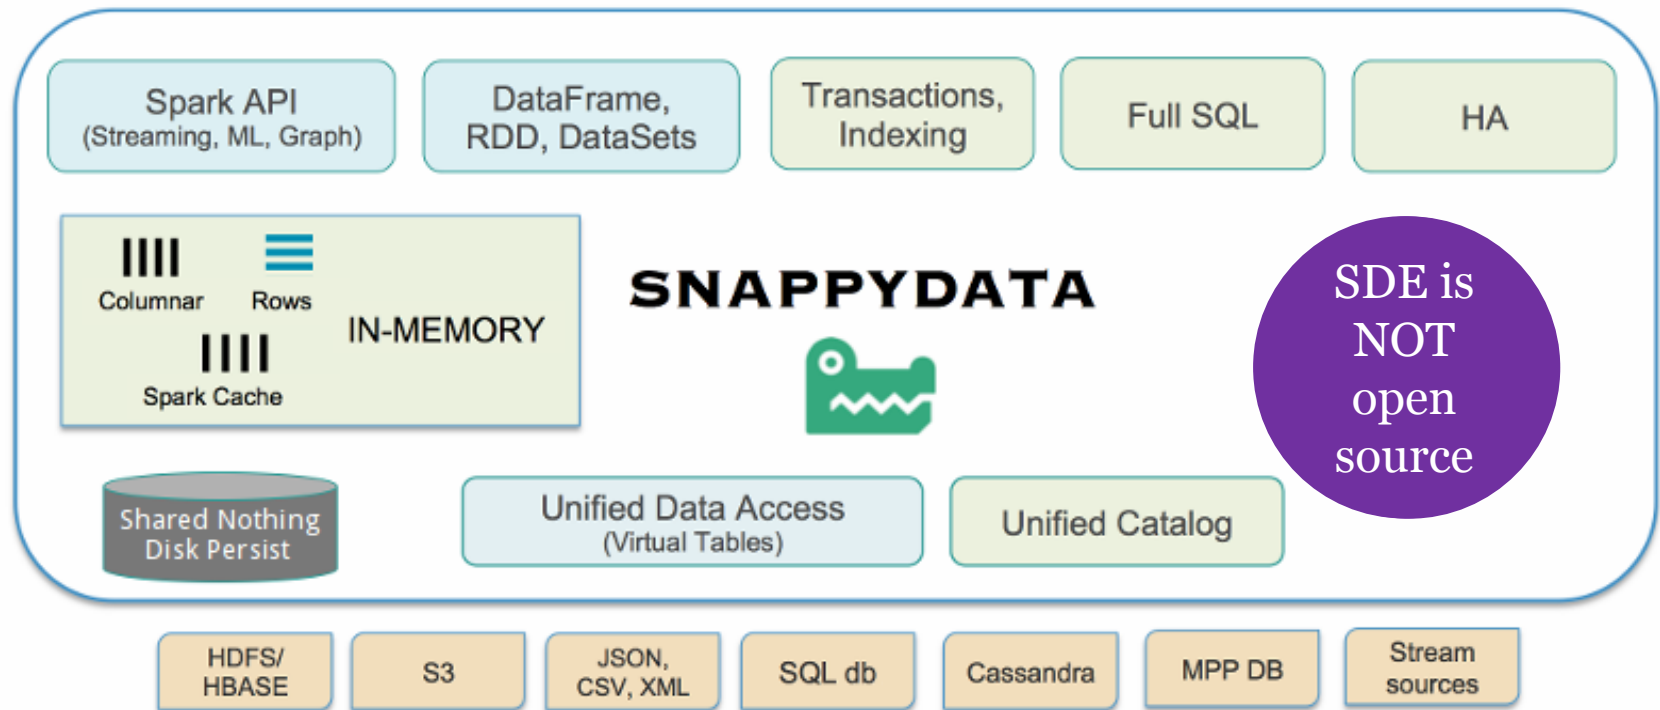 Spark API
(Streaming, ML, Graph)
DataFrame,
RDD, DataSets
Transactions,
Indexing
Full SQL
HA
Columnar
Rows
Spark Cache
IN-MEMORY
SNAPPYDATA
SDE is
NOT
open
source
Shared Nothing
Disk Persist
Unified Data Access
(Virtual Tables)
Unified Catalog
HDFS/
HBASE
S3
JSON,
CSV, XML
SQL db
Cassandra
MPP DB
Stream
sources